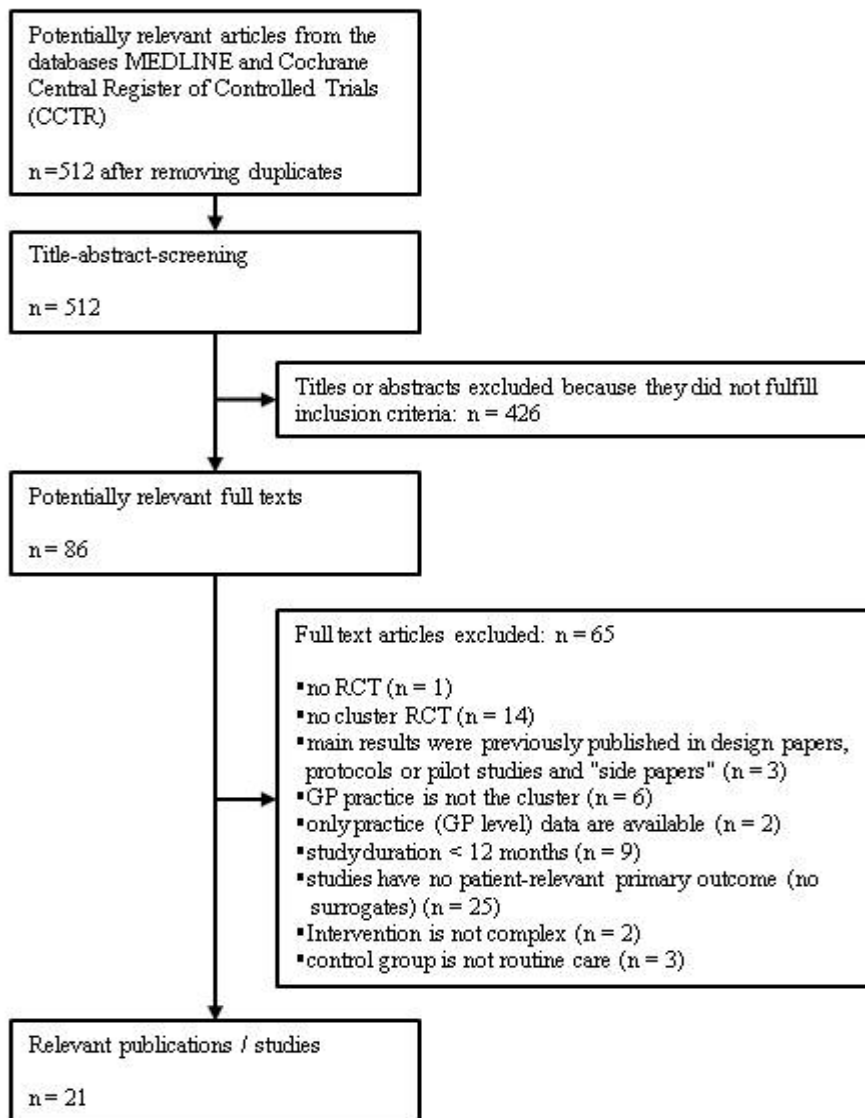 Potentially relevant articles from the
databases MEDLINE and Cochrane
Central Register of Controlled Trials
(CCTR)
n =512 after removing duplicates
Title-abstract-screening
n = 512
Titles or abstracts excluded because they did not fulfill
inclusion criteria: n = 426
Potentially relevant full texts
n = 86
Full text articles excluded: n = 65
▪no RCT (n = 1)
▪no cluster RCT (n = 14)
▪main results were previously published in design papers,
protocols or pilot studies and "side papers" (n = 3)
▪GP practice is not the cluster (n = 6)
▪only practice (GP level) data are available (n = 2)
▪study duration < 12 months (n = 9)
▪studies have no patient-relevant primary outcome (no
surrogates) (n = 25)
▪Intervention is not complex (n = 2)
▪control group is not routine care (n = 3)
Relevant publications / studies
n = 21